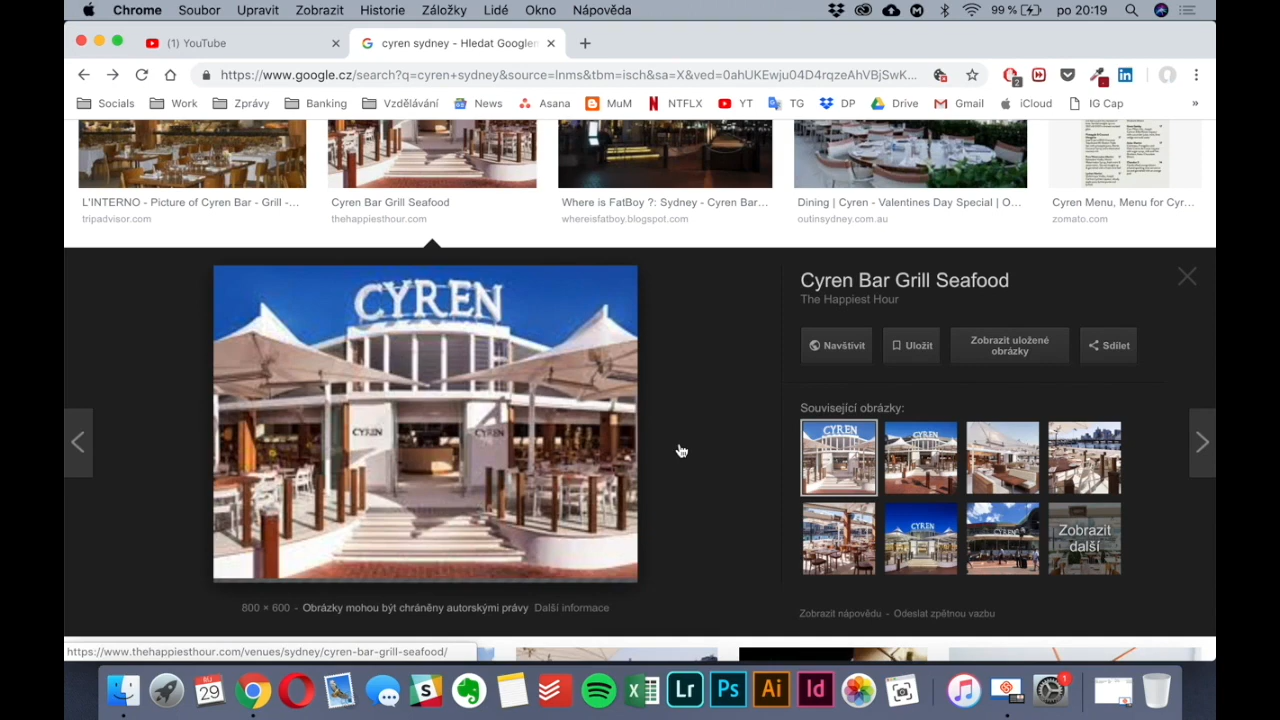 Chrome Soubor Upravit Zobrazit Historie Záložky Lidé Okno Nápověda 99 % po 20:19
(1) YouTube cyren sydney - Hledat Googlem
https://www.google.cz/search?q=cyren+sydney&source=lnms&tbm=isch&sa=X&ved=0ahUKEwju04D4rqzeAhVBjSwK... 2
Socials Work Zprávy Banking Vzdělávání News Asana MuM NTFLX YT TG DP Drive Gmail iCloud IG Cap »
L'INTERNO - Picture of Cyren Bar - Grill -... Cyren Bar Grill Seafood Where is FatBoy ?: Sydney - Cyren Bar... Dining | Cyren - Valentines Day Special | O... Cyren Menu, Menu for Cyr...
tripadvisor.com thehappiesthour.com whereisfatboy.blogspot.com outinsydney.com.au zomato.com
CYREN
CYREN CYREN
Cyren Bar Grill Seafood
The Happiest Hour
Navštívit Uložit Zobrazit uložené obrázky Sdílet
Související obrázky:
CYREN CYREN
CYREN CYREN Zobrazit
další
800 × 600 - Obrázky mohou být chráněny autorskými právy Další informace
Zobrazit nápovědu - Odeslat zpětnou vazbu
https://www.thehappiesthour.com/venues/sydney/cyren-bar-grill-seafood/
ŘÍJ
29 S Lr Ps Ai Id 1